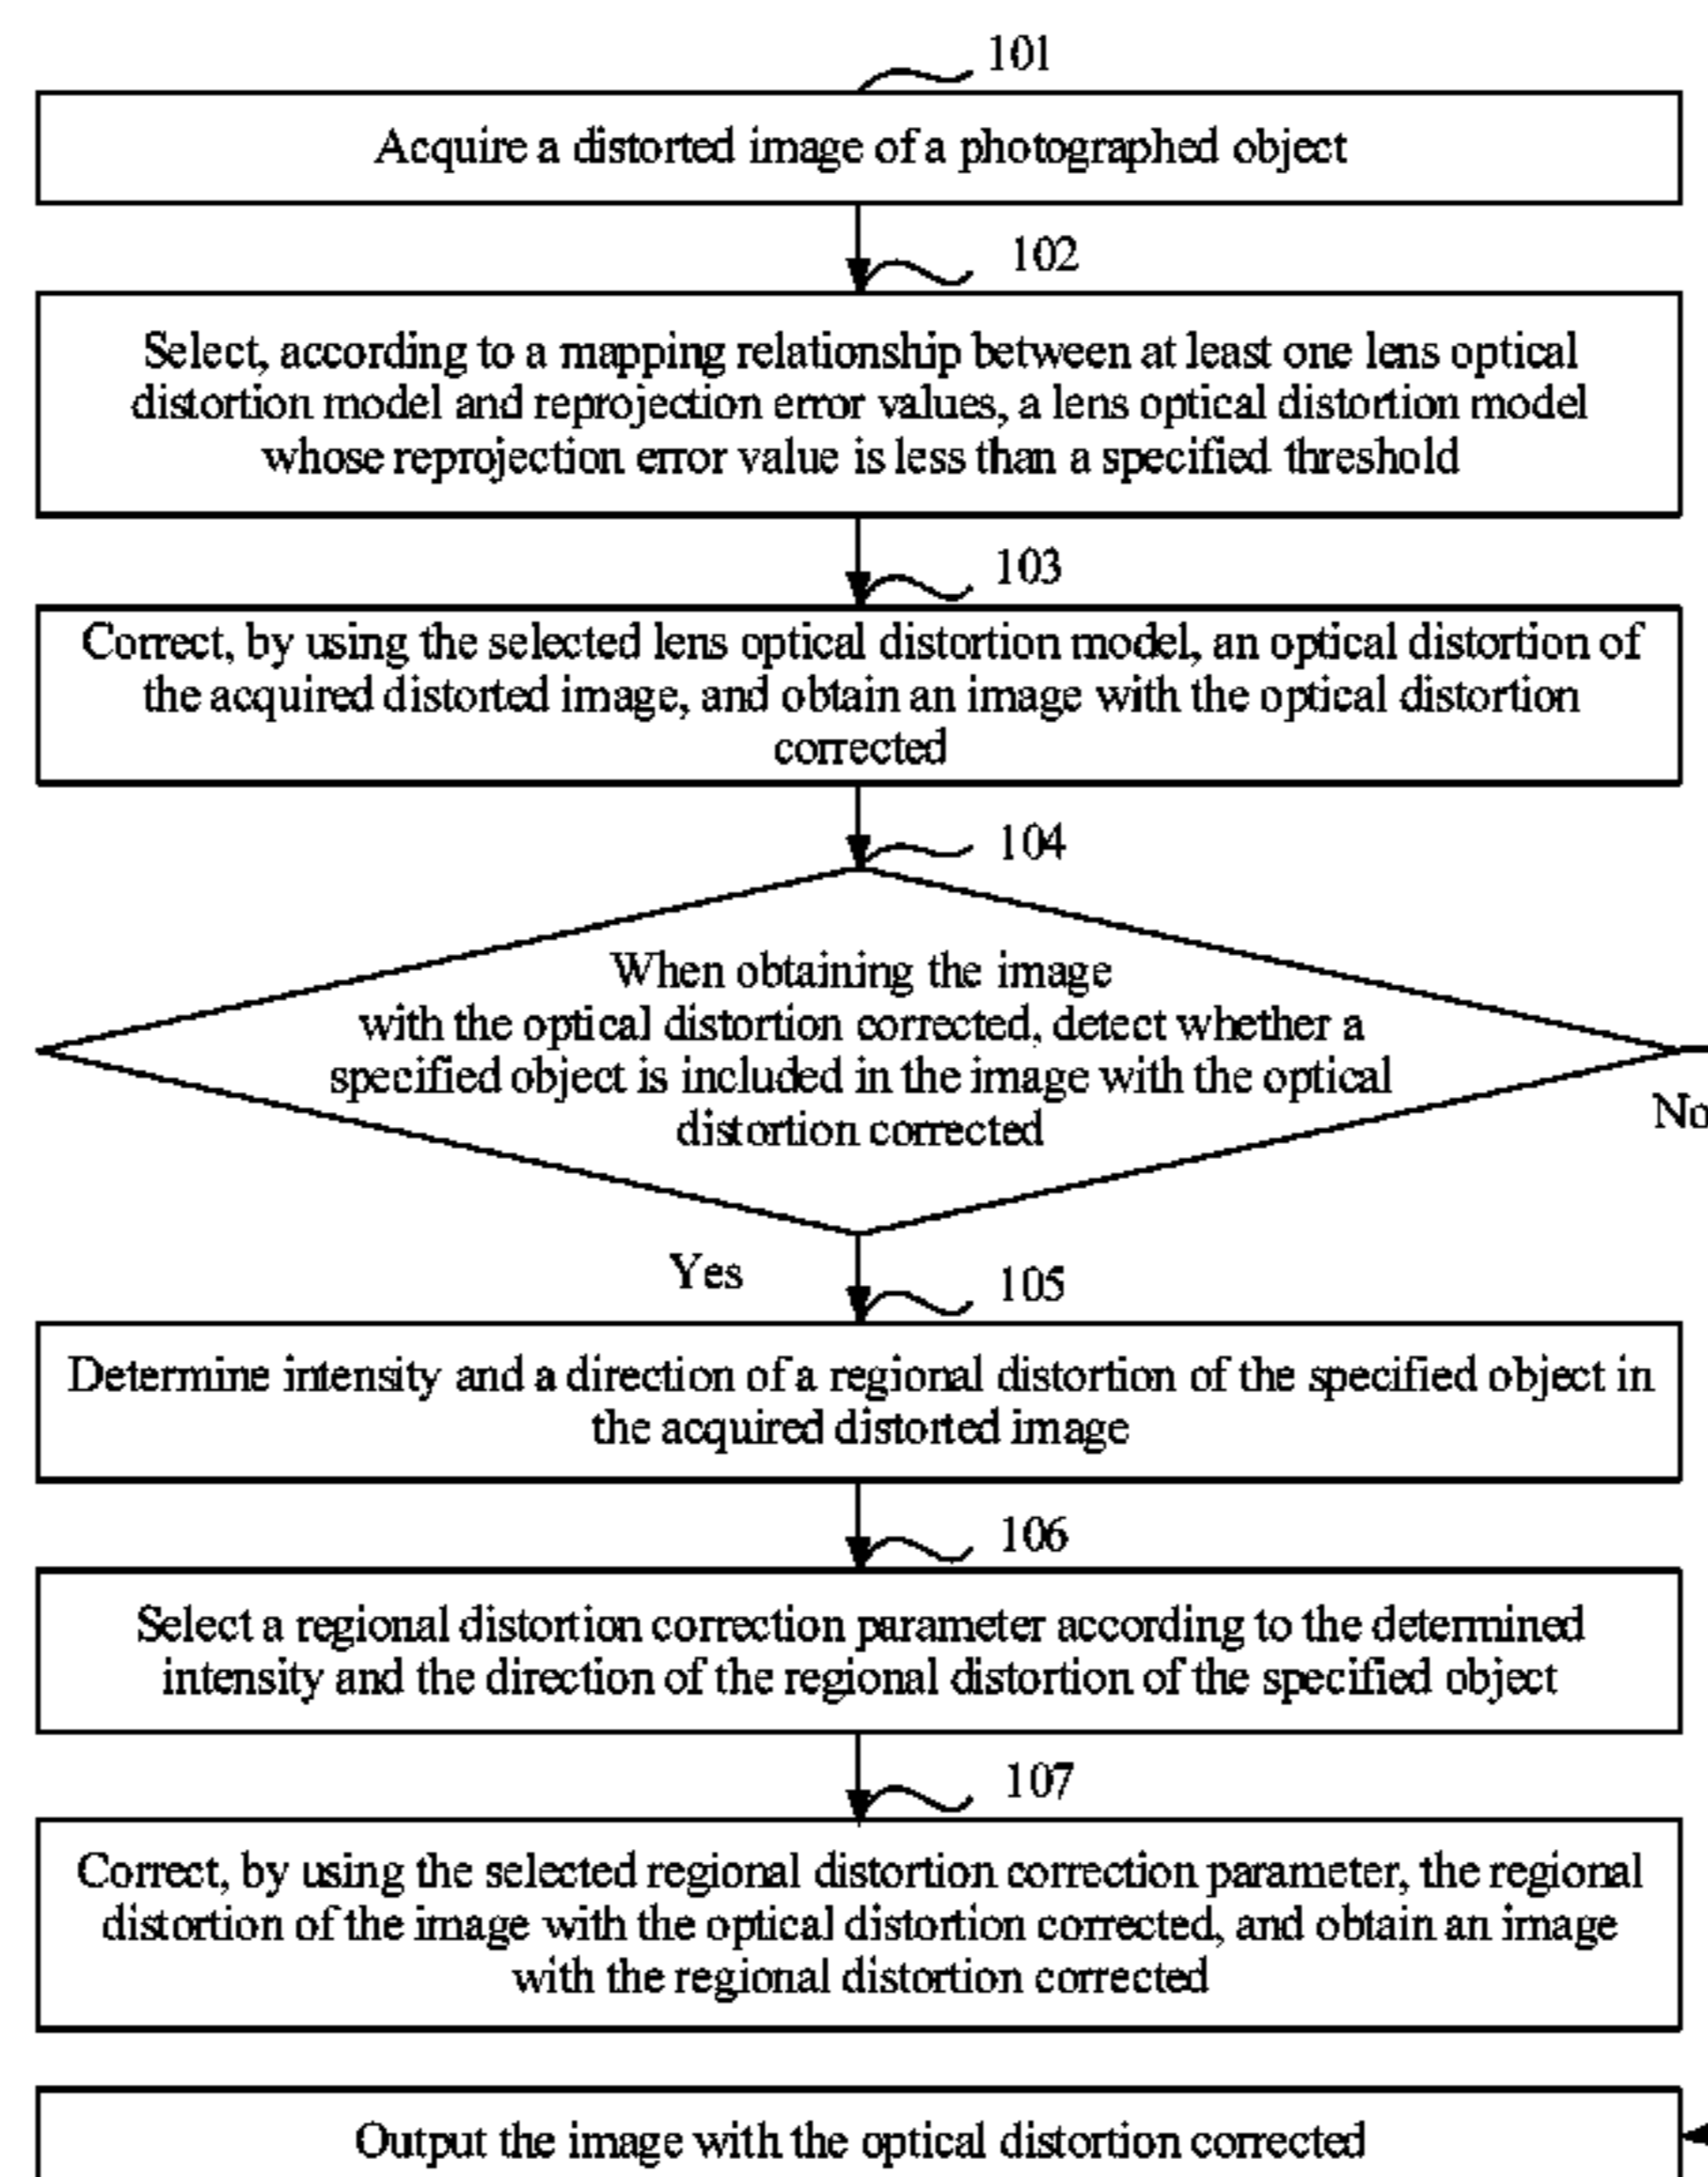 101
Acquire a distorted image of a photographed object
102
Select, according to a mapping relationship between at least one lens optical
distortion model and reprojection error values, a lens optical distortion model
whose reprojection error value is less than a specified threshold
103
Correct, by using the selected lens optical distortion model, an optical distortion of
the acquired distorted image, and obtain an image with the optical distortion
corrected
104
When obtaining the image
with the optical distortion corrected, detect whether a
specified object is included in the image with the optical
distortion corrected
No
Yes
105
Determine intensity and a direction of a regional distortion of the specified object in
the acquired distorted image
106
Select a regional distortion correction parameter according to the determined
intensity and the direction of the regional distortion of the specified object
107
Correct, by using the selected regional distortion correction parameter, the regional
distortion of the image with the optical distortion corrected, and obtain an image
with the regional distortion corrected
Output the image with the optical distortion corrected